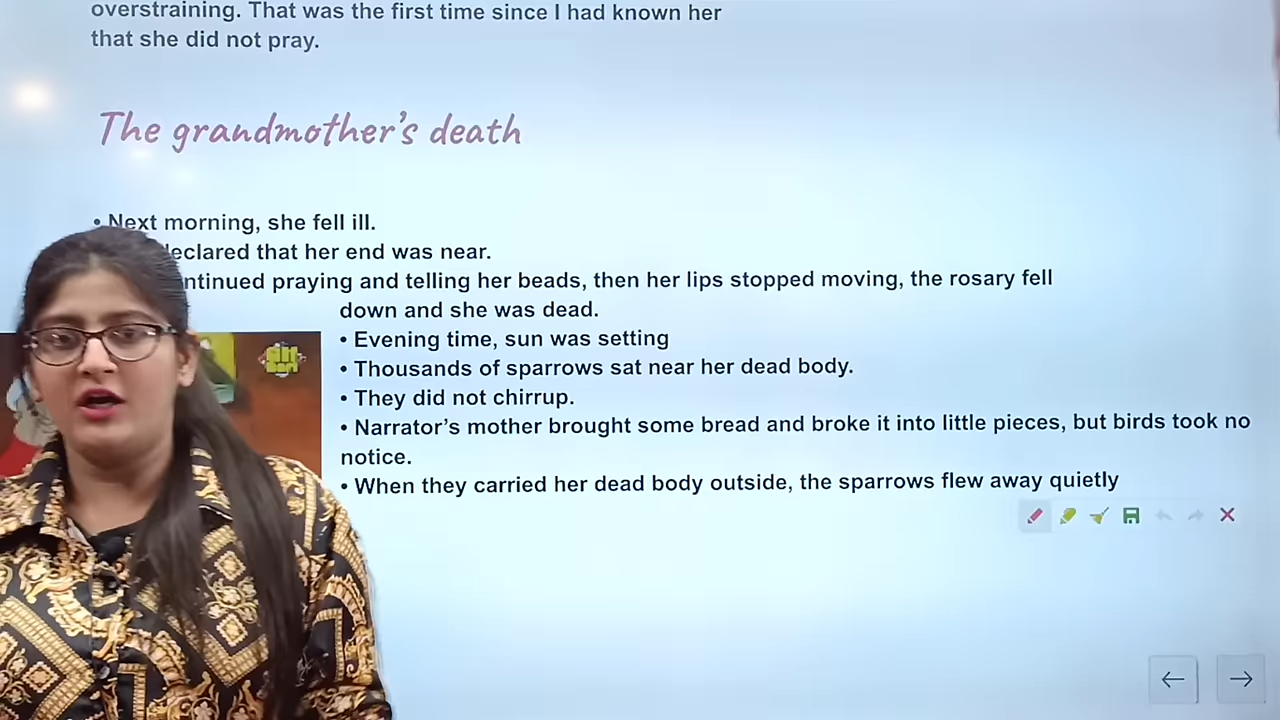 overstraining. That was the first time since I had known her
that she did not pray.
The grandmother's death
• Next morning, she fell ill.
declared that her end was near.
praying and telling her beads, then her lips stopped moving, the rosary fell
down and she was dead.
• Evening time, sun was setting
• Thousands of sparrows sat near her dead body.
• They did not chirrup.
• Narrator's mother brought some bread and broke it into little pieces, but birds took no
notice.
• When they carried her dead body outside, the sparrows flew away quietly